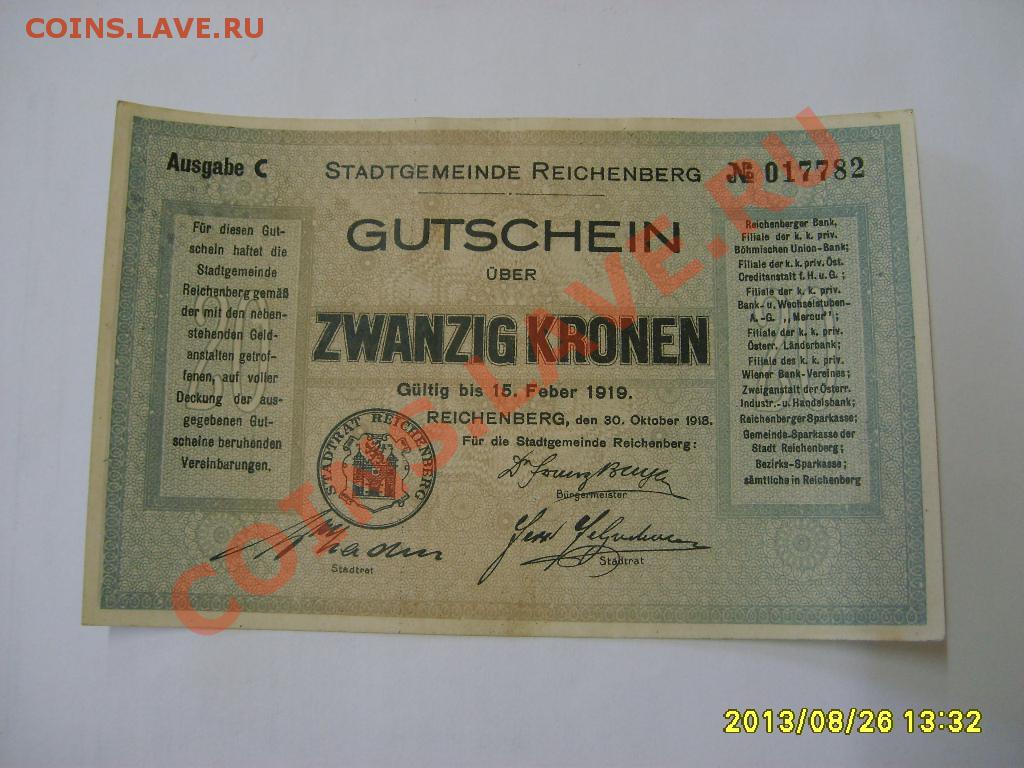 COINS.LAVE.RU
Ausgabe C
STADTGEMEINDE REICHENBERG
№ 017782
GUTSCHEIN
ÜBER
ZWANZIG KRONEN
Gültig bis 15. Feber 1919.
REICHENBERG, den 30. Oktober 1918.
Für die Stadtgemeinde Reichenberg:
Für diesen Gut-
schein haftet die
Stadtgemeinde
Reichenberg gemäß
der mit den neben-
stehenden Geld-
anstalten getrof-
fenen, auf voller
Deckung der aus-
gegebenen Gut-
scheine beruhenden
Vereinbarungen.
Reichenberger Bank,
Filiale der k. k. priv.
Böhmischen Union-Bank;
Filiale der k. k. priv. Öst.
Creditanstalt f. H. u. G.;
Filiale der k. k. priv.
Bank- u. Wechselstuben-
A.-G. „Mercur";
Filiale der k. k. priv.
Österr. Länderbank;
Filiale des k. k. priv.
Wiener Bank-Vereines;
Zweiganstalt der Österr.
Industr.- u. Handelsbank;
Reichenberger Sparkasse;
Gemeinde-Sparkasse der
Stadt Reichenberg;
Bezirks-Sparkasse;
sämtliche in Reichenberg
STADTRAT REICHENBERG
Bürgermeister
Stadtrat
Stadtrat
COINS.LAVE.RU
2013/08/26 13:32